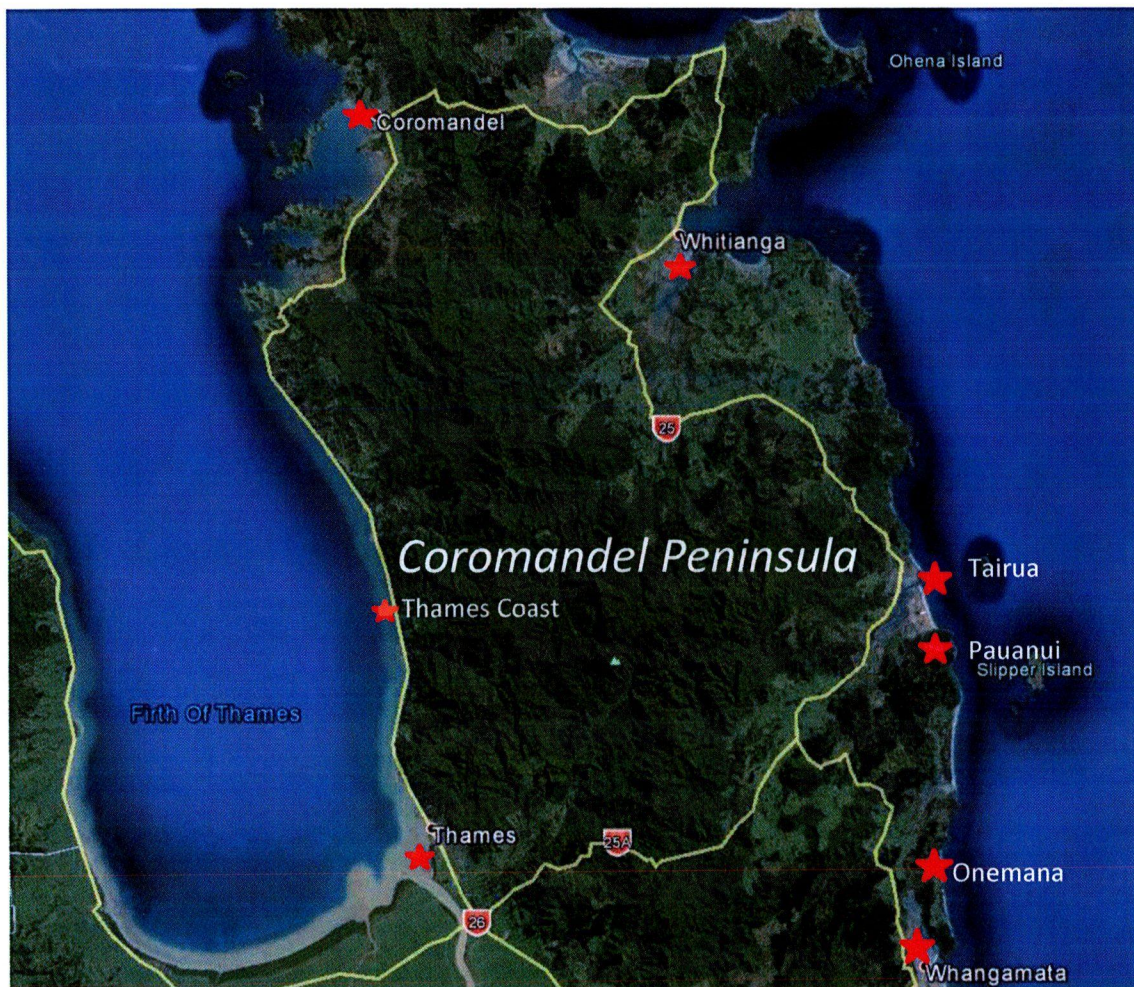 Ohena Island
Coromandel
Whitianga
25
Coromandel Peninsula
Tairua
Thames Coast
Pauanui
Slipper Island
Firth Of Thames
Thames
25A
Onemana
26
Whangamata